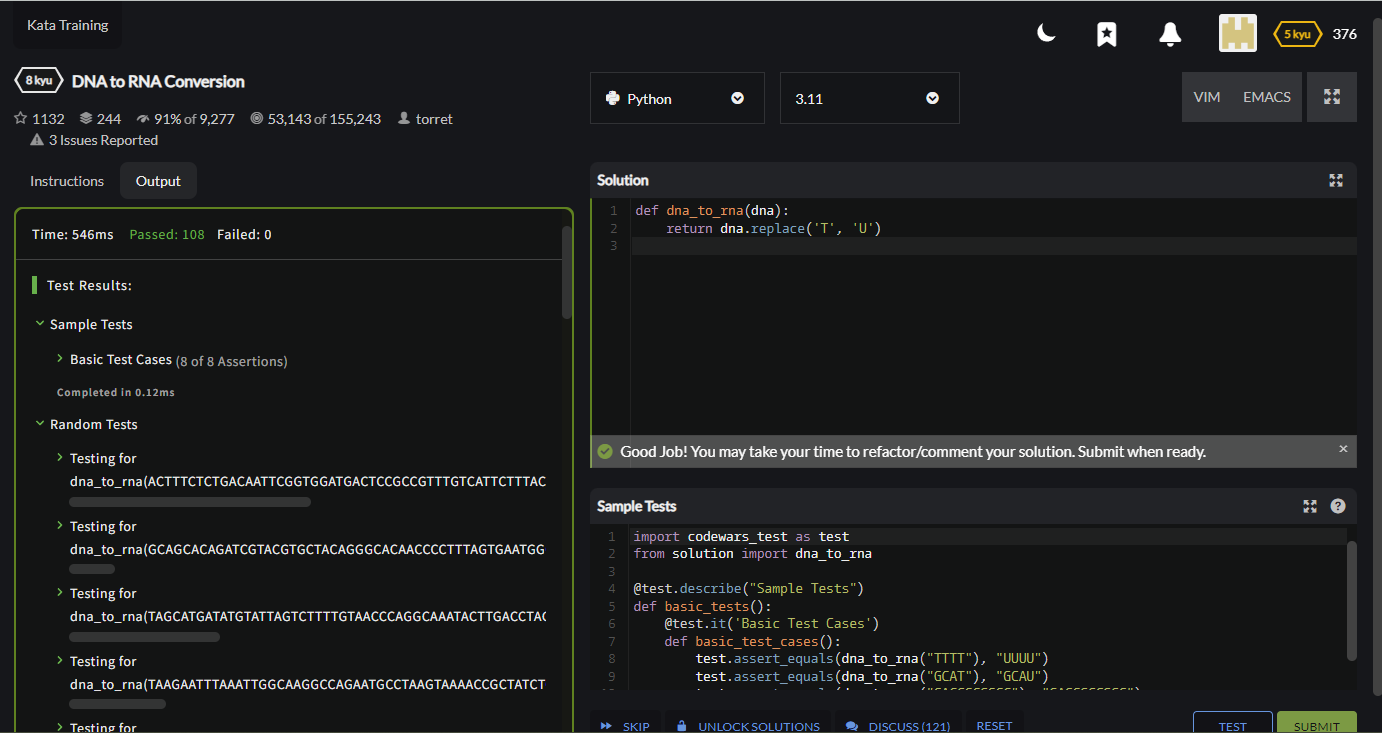 Kata Training
5 kyu 376
8 kyu DNA to RNA Conversion
1132 244 91% of 9,277 53,143 of 155,243 torret
3 Issues Reported
Instructions Output
Time: 546ms Passed: 108 Failed: 0
Test Results:
Sample Tests
Basic Test Cases (8 of 8 Assertions)
Completed in 0.12ms
Random Tests
Testing for
dna_to_rna(ACTTTCTCTGACAATTCGGTGGATGACTCCGCCGTTTGTCATTCTTTAC
Testing for
dna_to_rna(GCAGCACAGATCGTACGTGCTACAGGGCACAACCCCTTTAGTGAATGG
Testing for
dna_to_rna(TAGCATGATATGTATTAGTCTTTTGTAACCCAGGCAAATACTTGACCTAC
Testing for
dna_to_rna(TAAGAATTTAAATTGGCAAGGCCAGAATGCCTAAGTAAAACCGCTATCT
Testing for
Python 3.11 VIM EMACS
Solution
1 def dna_to_rna(dna):
2     return dna.replace('T', 'U')
3
Good Job! You may take your time to refactor/comment your solution. Submit when ready.
Sample Tests
1 import codewars_test as test
2 from solution import dna_to_rna
3
4 @test.describe("Sample Tests")
5 def basic_tests():
6     @test.it('Basic Test Cases')
7     def basic_test_cases():
8         test.assert_equals(dna_to_rna("TTTT"), "UUUU")
9         test.assert_equals(dna_to_rna("GCAT"), "GCAU")
SKIP UNLOCK SOLUTIONS DISCUSS (121) RESET TEST SUBMIT